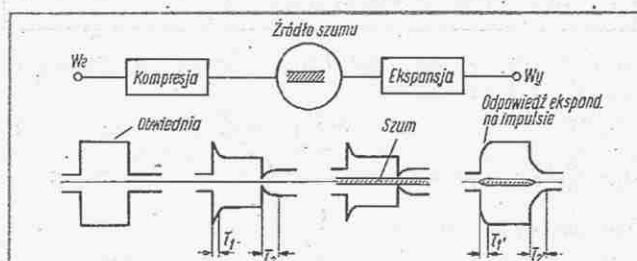 Źródło szumu
We
Kompresja
Ekspansja
Wy
Obwiednia
Szum
Odpowiedź ekspand.
na impulsie
T₁
T₂
T₁'
T₂'